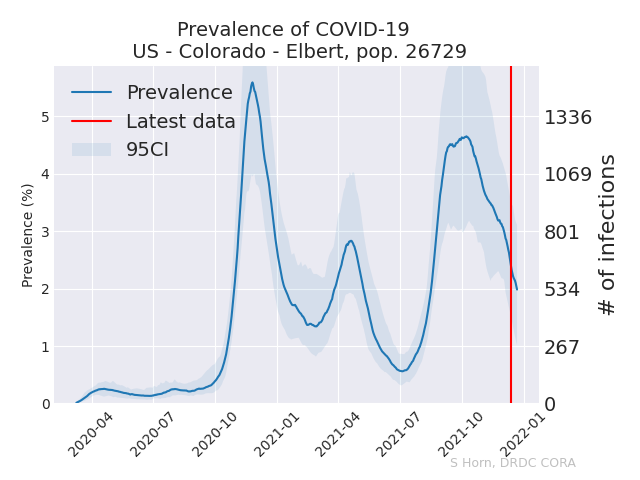 Prevalence of COVID-19
US - Colorado - Elbert, pop. 26729
Prevalence
Latest data
95CI
Prevalence (%)
5
4
3
2
1
0
1336
1069
801
534
267
0
# of infections
2020-04
2020-07
2020-10
2021-01
2021-04
2021-07
2021-10
2022-01
S Horn, DRDC CORA